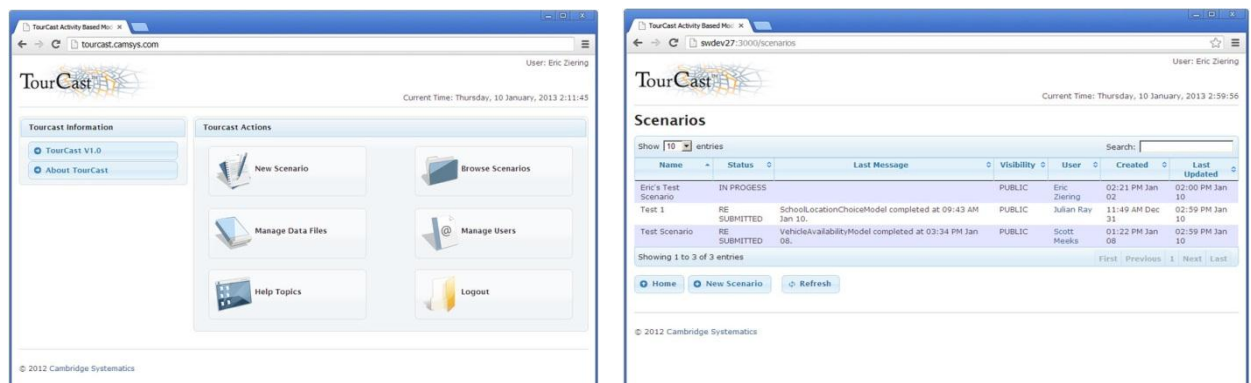 TourCast Activity Based Mod
tourcast.camsys.com
User: Eric Ziering
TourCast™
Current Time: Thursday, 10 January, 2013 2:11:45
Tourcast Information
TourCast V1.0
About TourCast
Tourcast Actions
New Scenario
Browse Scenarios
Manage Data Files
Manage Users
Help Topics
Logout
© 2012 Cambridge Systematics
TourCast Activity Based Mod
swdev27:3000/scenarios
User: Eric Ziering
TourCast™
Current Time: Thursday, 10 January, 2013 2:59:56
Scenarios
Show 10 entries
Search:
Name Status Last Message Visibility User Created Last
Updated
Eric's Test IN PROGESS PUBLIC Eric 02:21 PM Jan 02:00 PM Jan
Scenario Ziering 02 10
Test 1 RE SchoolLocationChoiceModel completed at 09:43 AM PUBLIC Julian Ray 11:49 AM Dec 02:59 PM Jan
SUBMITTED Jan 10. 31 10
Test Scenario RE VehicleAvailabilityModel completed at 03:34 PM Jan PUBLIC Scott 01:22 PM Jan 02:59 PM Jan
SUBMITTED 08. Meeks 08 10
Showing 1 to 3 of 3 entries
First Previous 1 Next Last
Home New Scenario Refresh
© 2012 Cambridge Systematics